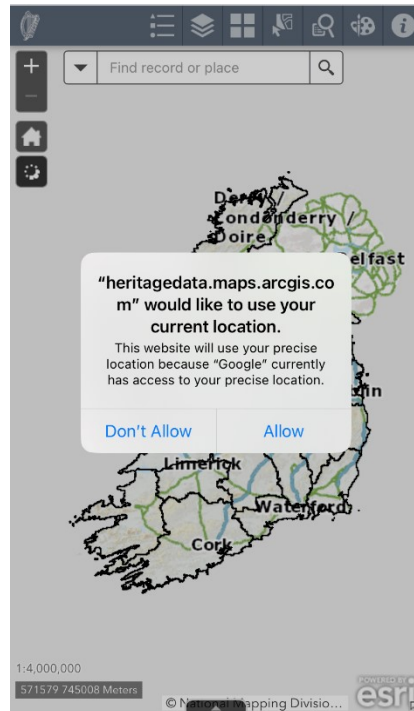 Find record or place
Derry /
Londonderry /
Doire
Belfast
"heritagedata.maps.arcgis.co
m" would like to use your
current location.
This website will use your precise
location because "Google" currently
has access to your precise location.
Don't Allow
Allow
Limerick
Waterford
Cork
1:4,000,000
571579 745008 Meters
© National Mapping Divisio...
POWERED BY
esri